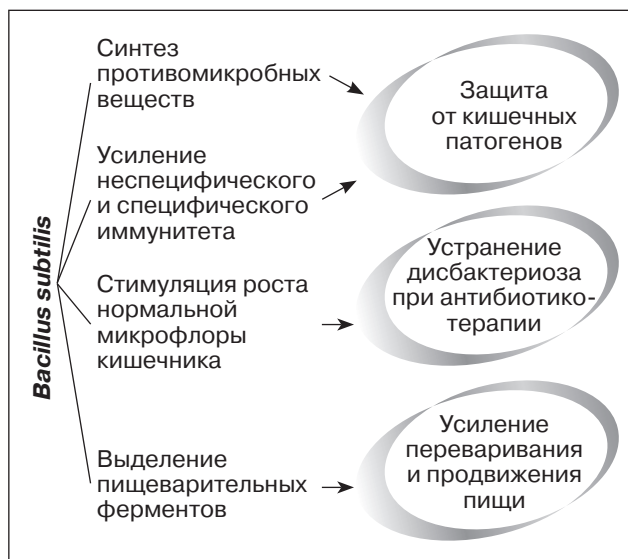 Bacillus subtilis
Синтез
противомикробных
веществ
Усиление
неспецифического
и специфического
иммунитета
Стимуляция роста
нормальной
микрофлоры
кишечника
Выделение
пищеварительных
ферментов
Защита
от кишечных
патогенов
Устранение
дисбактериоза
при антибиотико-
терапии
Усиление
переваривания
и продвижения
пищи